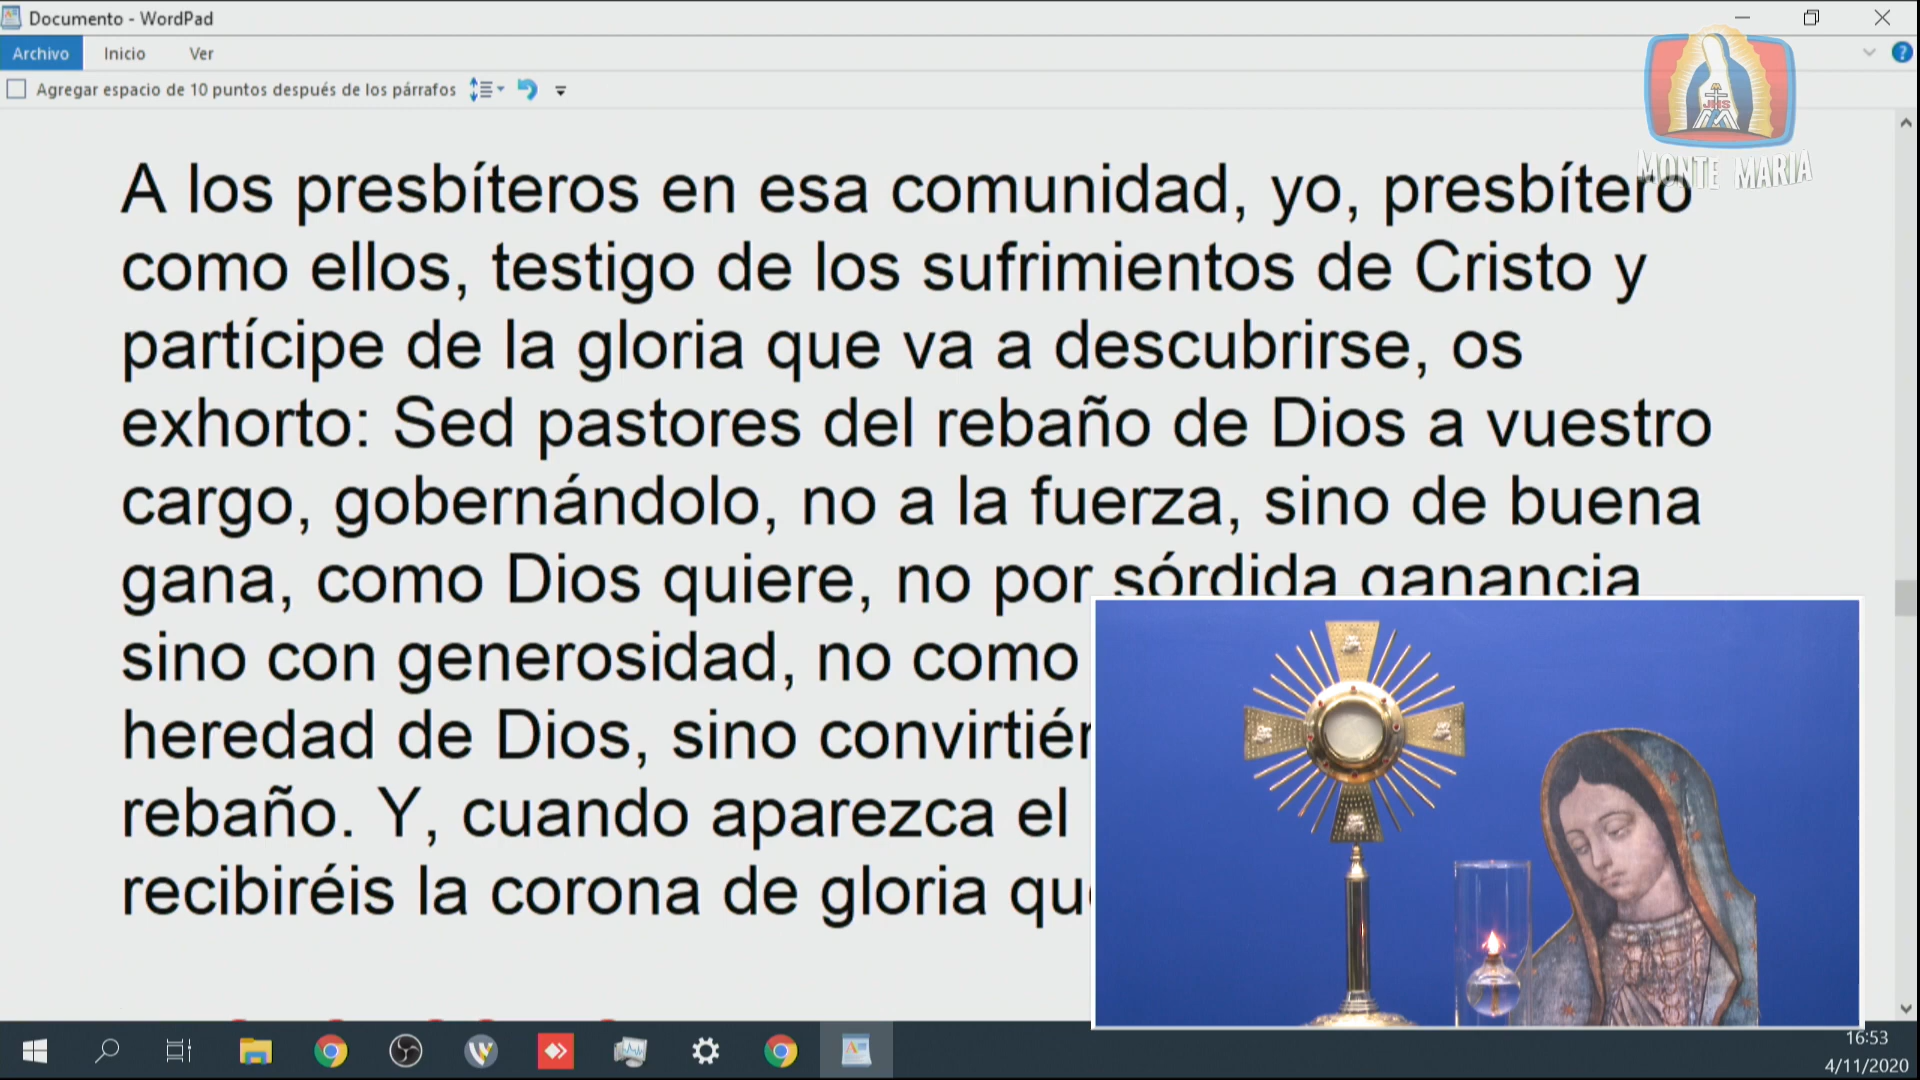 Documento - WordPad
Archivo Inicio Ver
Agregar espacio de 10 puntos después de los párrafos
JHS
MONTE MARIA
A los presbíteros en esa comunidad, yo, presbítero
como ellos, testigo de los sufrimientos de Cristo y
partícipe de la gloria que va a descubrirse, os
exhorto: Sed pastores del rebaño de Dios a vuestro
cargo, gobernándolo, no a la fuerza, sino de buena
gana, como Dios quiere, no por sórdida ganancia
sino con generosidad, no como
heredad de Dios, sino
rebaño. Y, cuando aparezca el
recibiréis la corona de gloria
16:53
4/11/2020